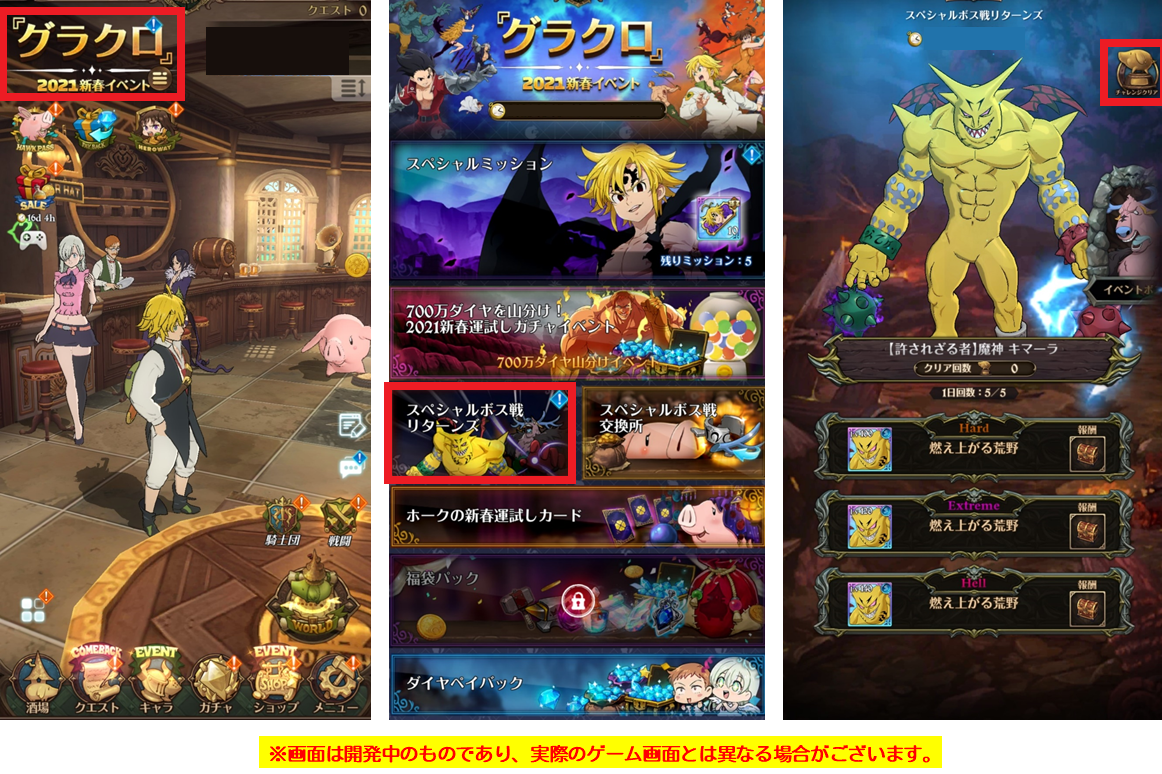 クエスト 0
『グラクロ』
2021新春イベント
HAWK PASS
PAY BACK
HERO WAY
SALE
16d 4h
R HAT
騎士団
戦闘
WORLD
COMEBACK
EVENT
EVENT
SHOP
酒場
クエスト
キャラ
ガチャ
ショップ
メニュー
『グラクロ』
2021新春イベント
スペシャルミッション
10
残りミッション：5
700万ダイヤを山分け！
2021新春運試しガチャイベント
700万ダイヤ山分けイベント
スペシャルボス戦
リターンズ
スペシャルボス戦
交換所
ホークの新春運試しカード
福袋パック
ダイヤペイパック
スペシャルボス戦リターンズ
チャレンジクリア
イベントボ
【許されざる者】魔神 キマーラ
クリア回数 0
1日回数：5/5
Hard
燃え上がる荒野
報酬
Extreme
燃え上がる荒野
報酬
Hell
燃え上がる荒野
報酬
※画面は開発中のものであり、実際のゲーム画面とは異なる場合がございます。